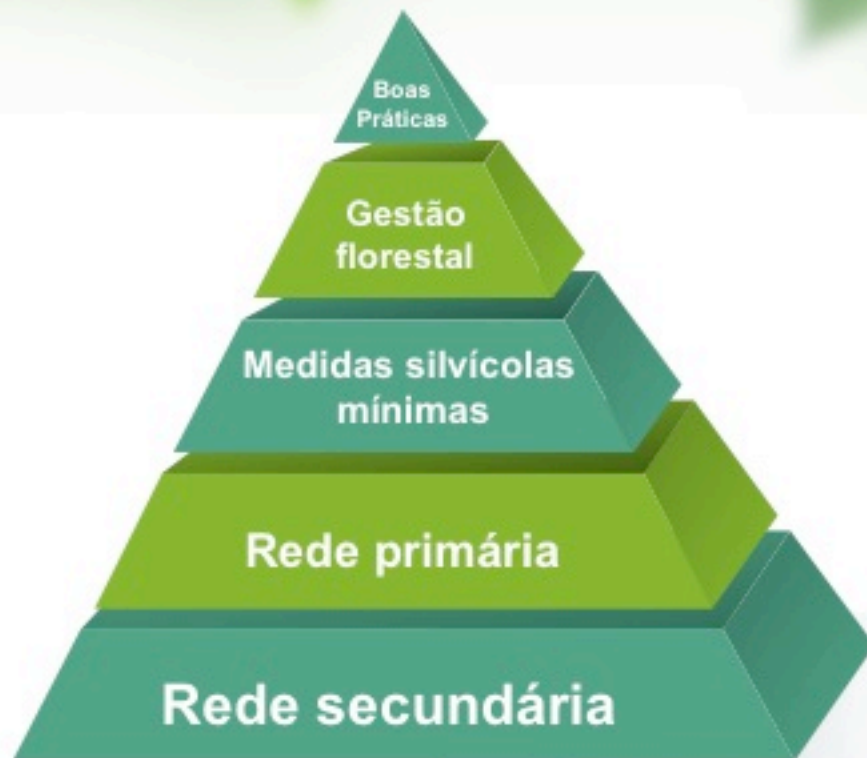 Boas
Práticas
Gestão
florestal
Medidas silvícolas
mínimas
Rede primária
Rede secundária